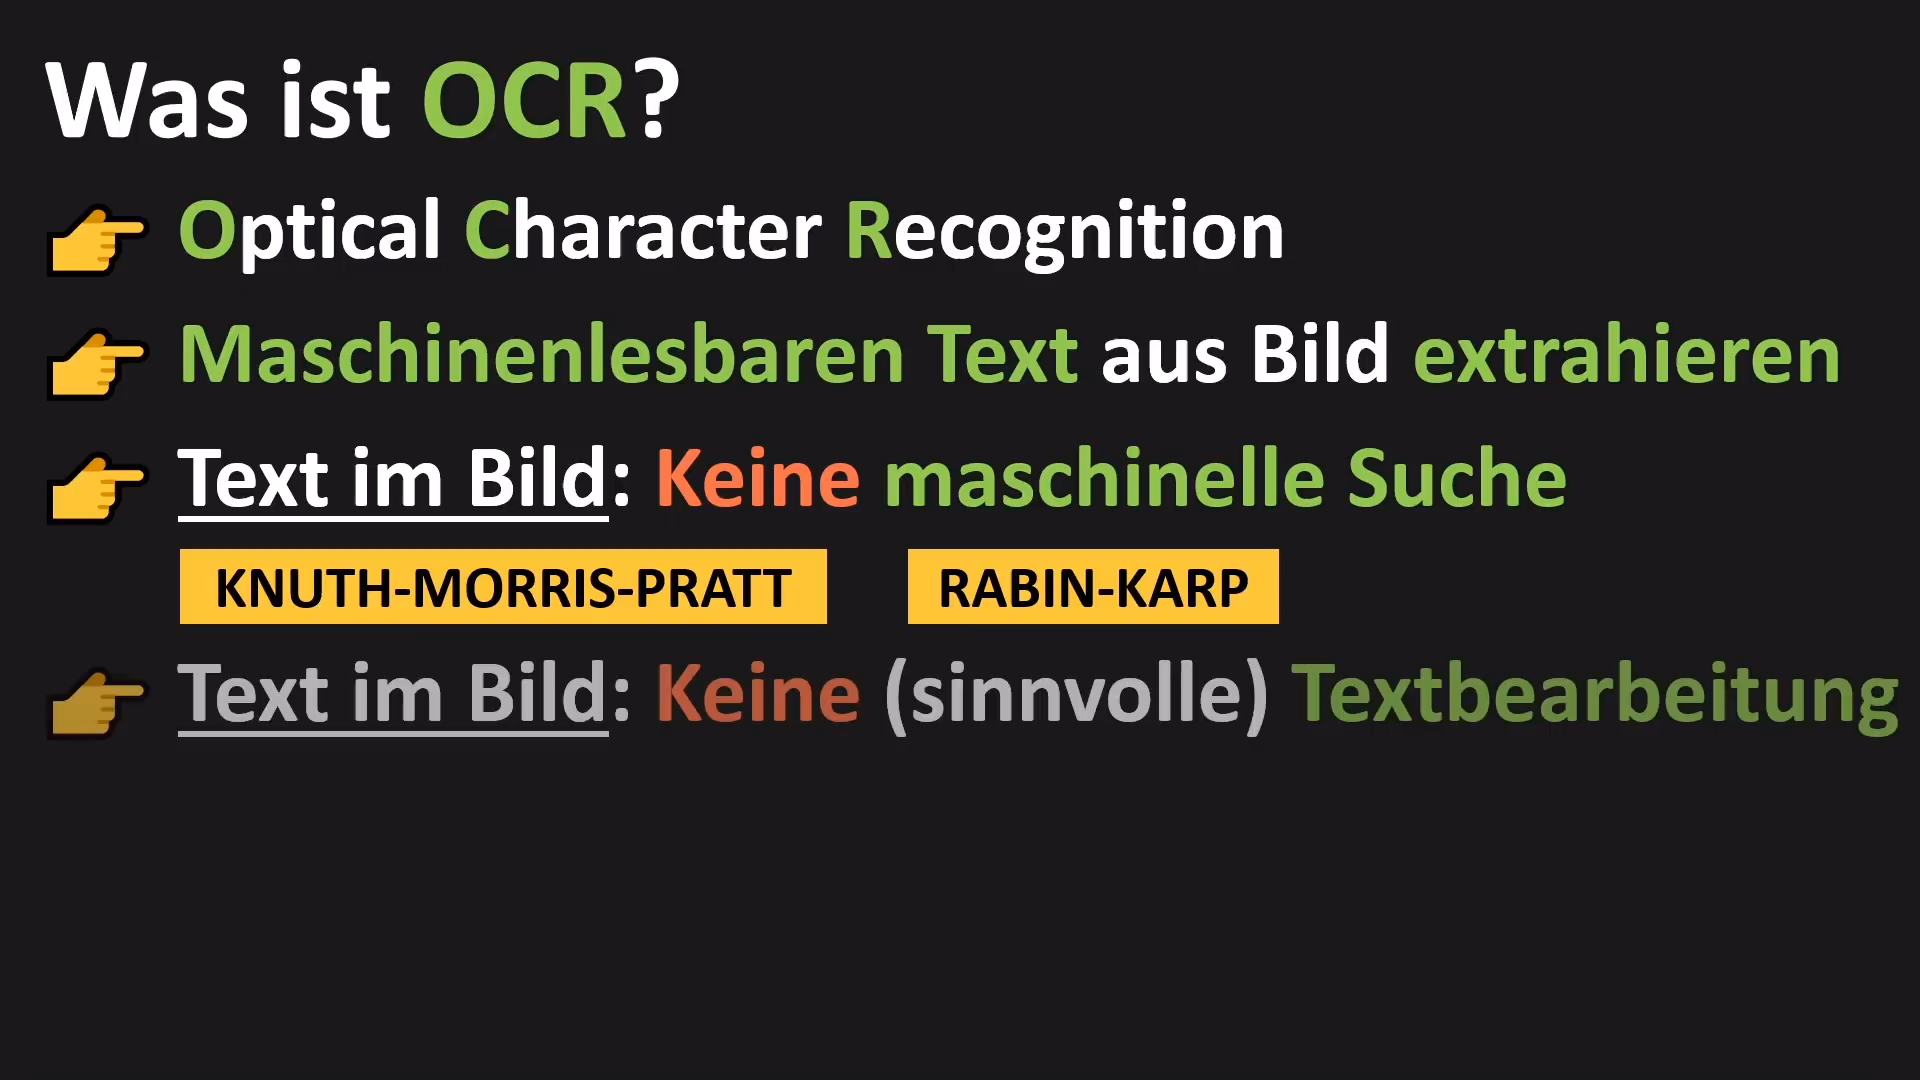 Was ist OCR?
Optical Character Recognition
Maschinenlesbaren Text aus Bild extrahieren
Text im Bild: Keine maschinelle Suche
KNUTH-MORRIS-PRATT RABIN-KARP
Text im Bild: Keine (sinnvolle) Textbearbeitung